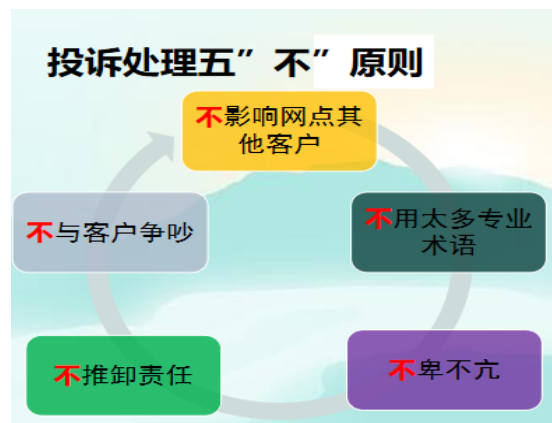 投诉处理五”不”原则
不影响网点其
他客户
不与客户争吵
不用太多专业
术语
不推卸责任
不卑不亢